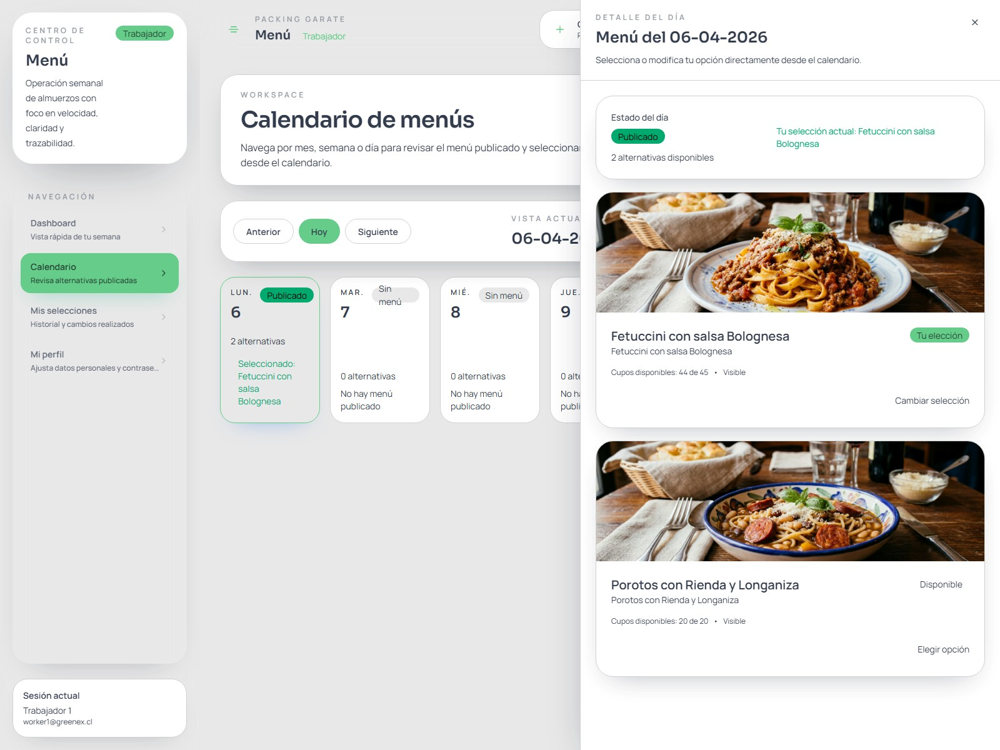 CENTRO DE
CONTROL
Trabajador
Menú
Operación semanal
de almuerzos con
foco en velocidad,
claridad y
trazabilidad.
NAVEGACIÓN
Dashboard
Vista rápida de tu semana
Calendario
Revisa alternativas publicadas
Mis selecciones
Historial y cambios realizados
Mi perfil
Ajusta datos personales y contrase...
Sesión actual
Trabajador 1
worker1@greenex.cl
PACKING GARATE
Menú Trabajador
WORKSPACE
Calendario de menús
Navega por mes, semana o día para revisar el menú publicado y seleccionar
desde el calendario.
Anterior
Hoy
Siguiente
VISTA ACTUA
06-04-2
LUN.
Publicado
6
2 alternativas
Seleccionado:
Fetuccini con
salsa
Bolognesa
MAR.
Sin
menú
7
0 alternativas
No hay menú
publicado
MIÉ.
Sin menú
8
0 alternativas
No hay menú
publicado
JUE.
9
0 alte
No h
publi
DETALLE DEL DÍA
Menú del 06-04-2026
Selecciona o modifica tu opción directamente desde el calendario.
Estado del día
Publicado
2 alternativas disponibles
Tu selección actual: Fetuccini con salsa
Bolognesa
Fetuccini con salsa Bolognesa
Tu elección
Fetuccini con salsa Bolognesa
Cupos disponibles: 44 de 45 • Visible
Cambiar selección
Porotos con Rienda y Longaniza
Disponible
Porotos con Rienda y Longaniza
Cupos disponibles: 20 de 20 • Visible
Elegir opción